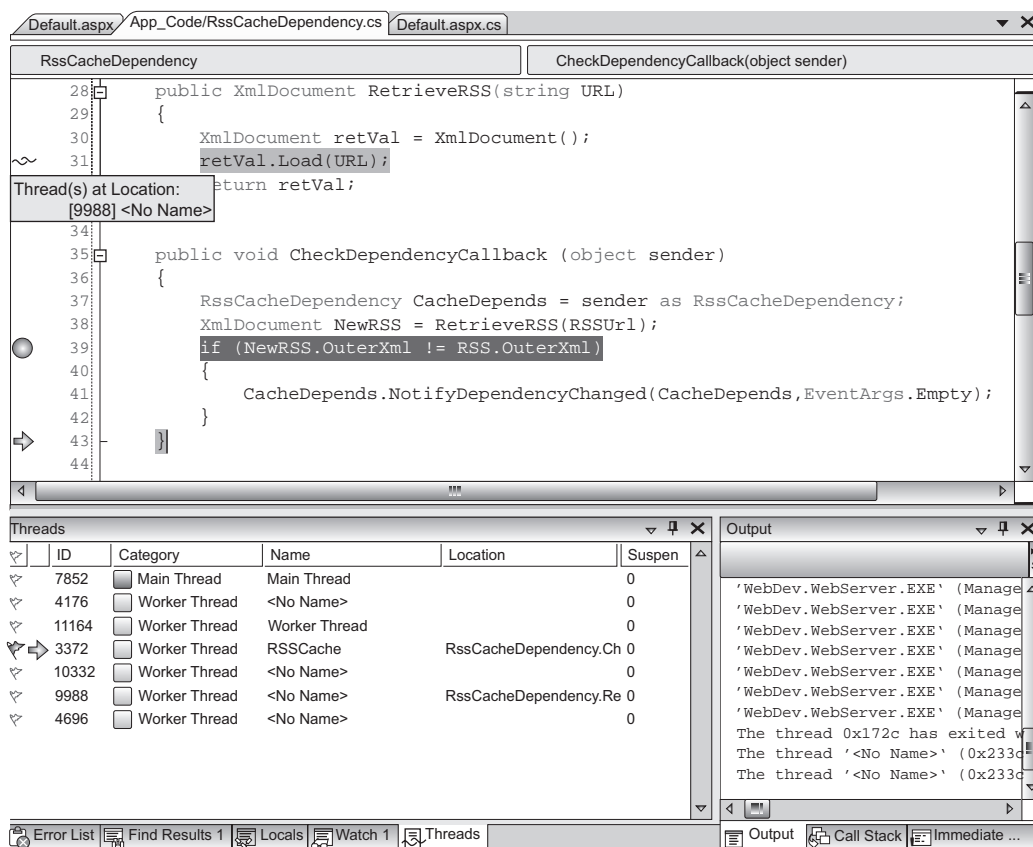 Default.aspx App_Code/RssCacheDependency.cs Default.aspx.cs
RssCacheDependency CheckDependencyCallback(object sender)
28 public XmlDocument RetrieveRSS(string URL)
29 {
30 XmlDocument retVal = XmlDocument();
31 retVal.Load(URL);
eturn retVal;
Thread(s) at Location:
[9988] <No Name>
34
35 public void CheckDependencyCallback (object sender)
36 {
37 RssCacheDependency CacheDepends = sender as RssCacheDependency;
38 XmlDocument NewRSS = RetrieveRSS(RSSUrl);
39 if (NewRSS.OuterXml != RSS.OuterXml)
40 {
41 CacheDepends.NotifyDependencyChanged(CacheDepends,EventArgs.Empty);
42 }
43 }
44
Threads
ID Category Name Location Suspen
7852 Main Thread Main Thread 0
4176 Worker Thread <No Name> 0
11164 Worker Thread Worker Thread 0
3372 Worker Thread RSSCache RssCacheDependency.Ch 0
10332 Worker Thread <No Name> 0
9988 Worker Thread <No Name> RssCacheDependency.Re 0
4696 Worker Thread <No Name> 0
Error List Find Results 1 Locals Watch 1 Threads
Output
'WebDev.WebServer.EXE‘ (Manage
'WebDev.WebServer.EXE‘ (Manage
'WebDev.WebServer.EXE‘ (Manage
'WebDev.WebServer.EXE‘ (Manage
'WebDev.WebServer.EXE‘ (Manage
'WebDev.WebServer.EXE‘ (Manage
'WebDev.WebServer.EXE‘ (Manage
The thread 0x172c has exited w
The thread '<No Name>‘ (0x233c
The thread '<No Name>‘ (0x233c
Output Call Stack Immediate ...